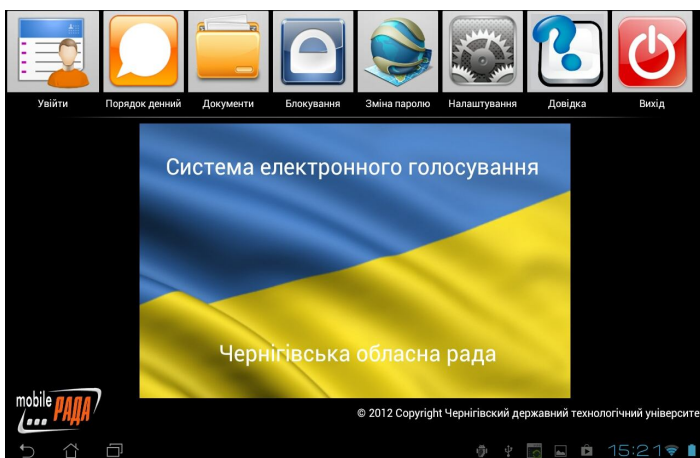 Увійти
Порядок денний
Документи
Блокування
Зміна паролю
Налаштування
Довідка
Вихід
Система електронного голосування
Чернігівська обласна рада
mobile РАДА
© 2012 Copyright Чернігівский державний технологічний університе
15:21